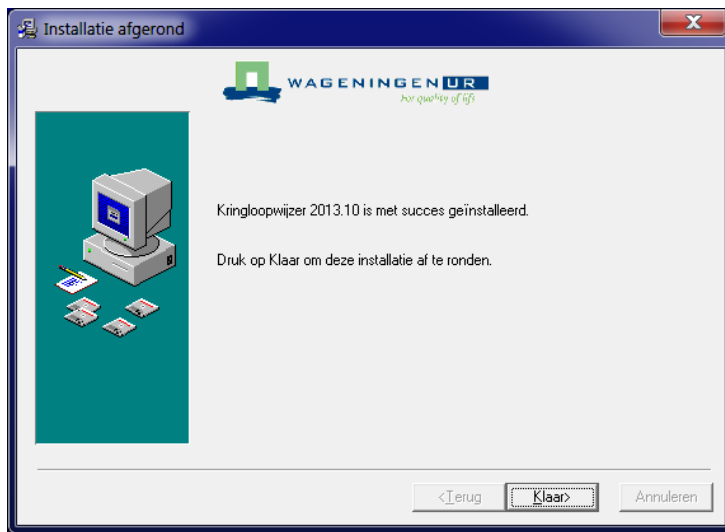 Installatie afgerond
WAGENINGEN UR
For quality of life
Kringloopwijzer 2013.10 is met succes geïnstalleerd.
Druk op Klaar om deze installatie af te ronden.
<Terug
Klaar>
Annuleren